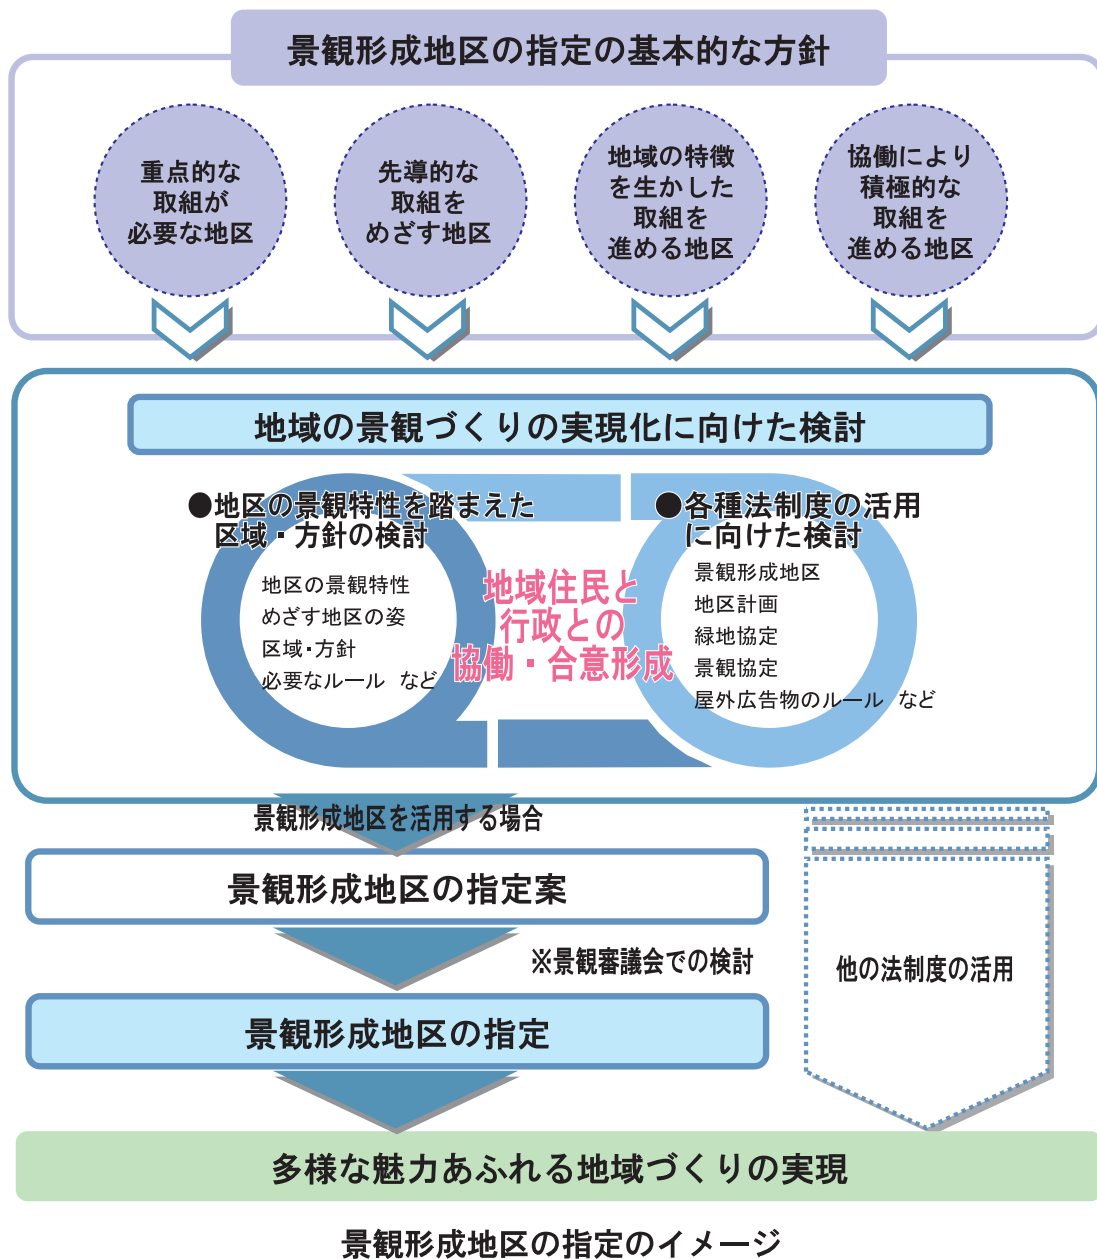 景観形成地区の指定の基本的な方針
重点的な
取組が
必要な地区
先導的な
取組を
めざす地区
地域の特徴
を生かした
取組を
進める地区
協働により
積極的な
取組を
進める地区
地域の景観づくりの実現化に向けた検討
●地区の景観特性を踏まえた
区域・方針の検討
地区の景観特性
めざす地区の姿
区域・方針
必要なルール など
地域住民と
行政との
協働・合意形成
●各種法制度の活用
に向けた検討
景観形成地区
地区計画
緑地協定
景観協定
屋外広告物のルール など
景観形成地区を活用する場合
景観形成地区の指定案
※景観審議会での検討
他の法制度の活用
景観形成地区の指定
多様な魅力あふれる地域づくりの実現
景観形成地区の指定のイメージ